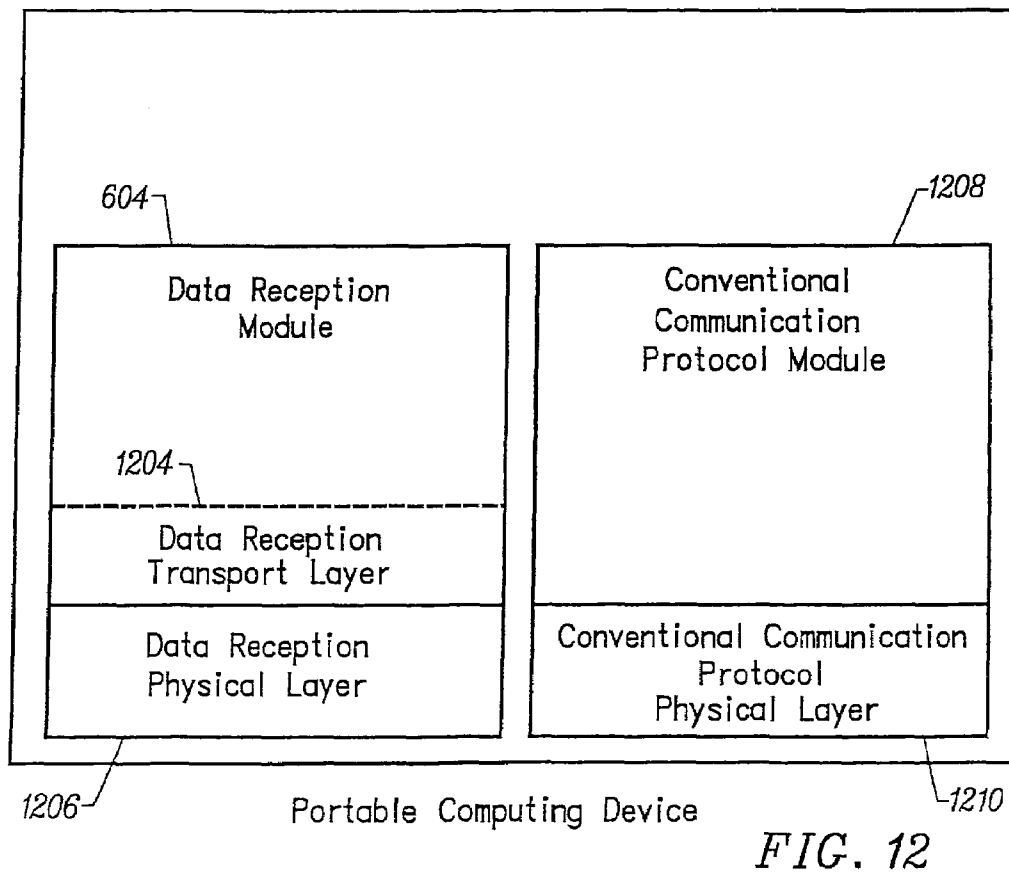 604
1208
Data Reception
Module
Conventional
Communication
Protocol Module
1204
Data Reception
Transport Layer
Data Reception
Physical Layer
Conventional Communication
Protocol
Physical Layer
1206
Portable Computing Device
1210
FIG. 12